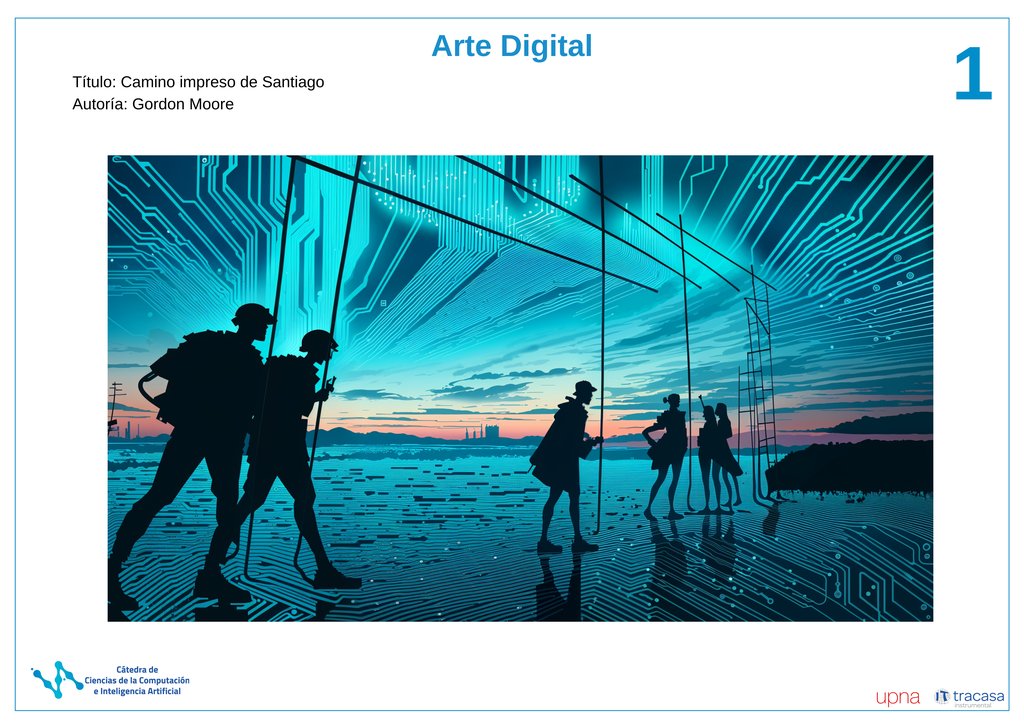 Arte Digital
1
Título: Camino impreso de Santiago
Autoría: Gordon Moore
Cátedra de
Ciencias de la Computación
e Inteligencia Artificial
upna
iT tracasa
instrumental